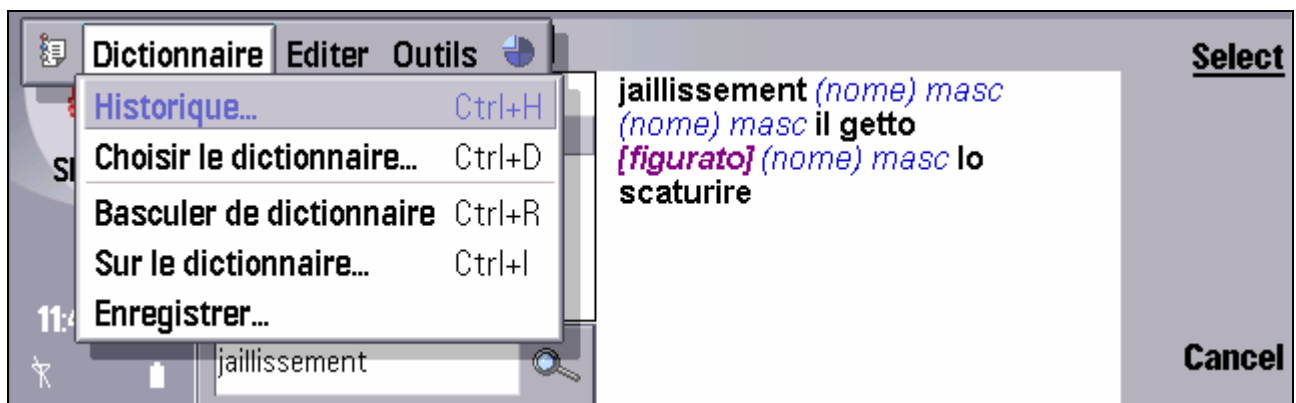 Dictionnaire Editer Outils
Historique... Ctrl+H
Choisir le dictionnaire... Ctrl+D
Basculer de dictionnaire Ctrl+R
Sur le dictionnaire... Ctrl+I
Enregistrer...
jaillissement
jaillissement (nome) masc
(nome) masc il getto
[figurato] (nome) masc lo
scaturire
Select
Cancel